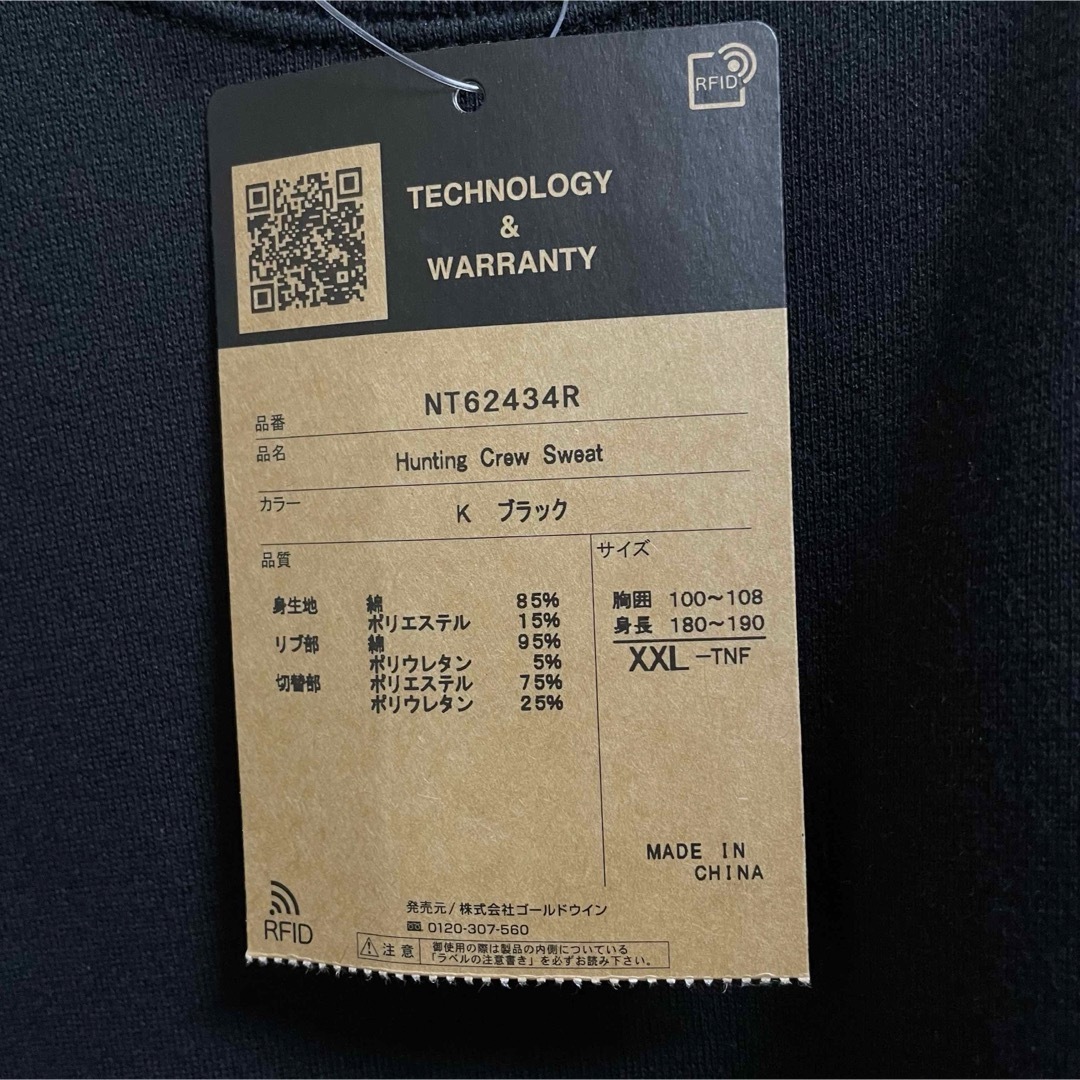 RFID
TECHNOLOGY
&
WARRANTY
品番 NT62434R
品名 Hunting Crew Sweat
カラー K ブラック
品質
身生地 綿 85%
ポリエステル 15%
リブ部 綿 95%
ポリウレタン 5%
切替部 ポリエステル 75%
ポリウレタン 25%
サイズ
胸囲 100～108
身長 180～190
XXL -TNF
MADE IN
CHINA
RFID
発売元/株式会社ゴールドウイン
0120-307-560
注意
御使用の際は製品の内側についている
「ラベルの注意書き」を必ずお読み下さい。